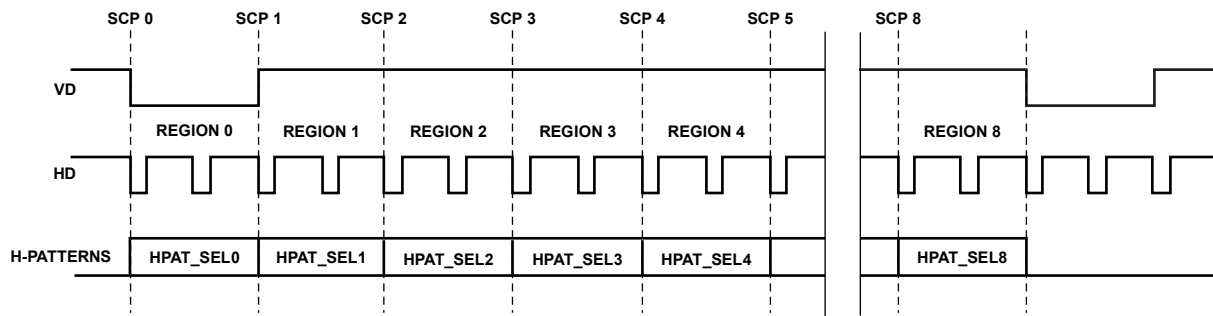 SCP 0 SCP 1 SCP 2 SCP 3 SCP 4 SCP 5 SCP 8
VD
REGION 0 REGION 1 REGION 2 REGION 3 REGION 4 REGION 8
HD
H-PATTERNS HPAT_SEL0 HPAT_SEL1 HPAT_SEL2 HPAT_SEL3 HPAT_SEL4 HPAT_SEL8